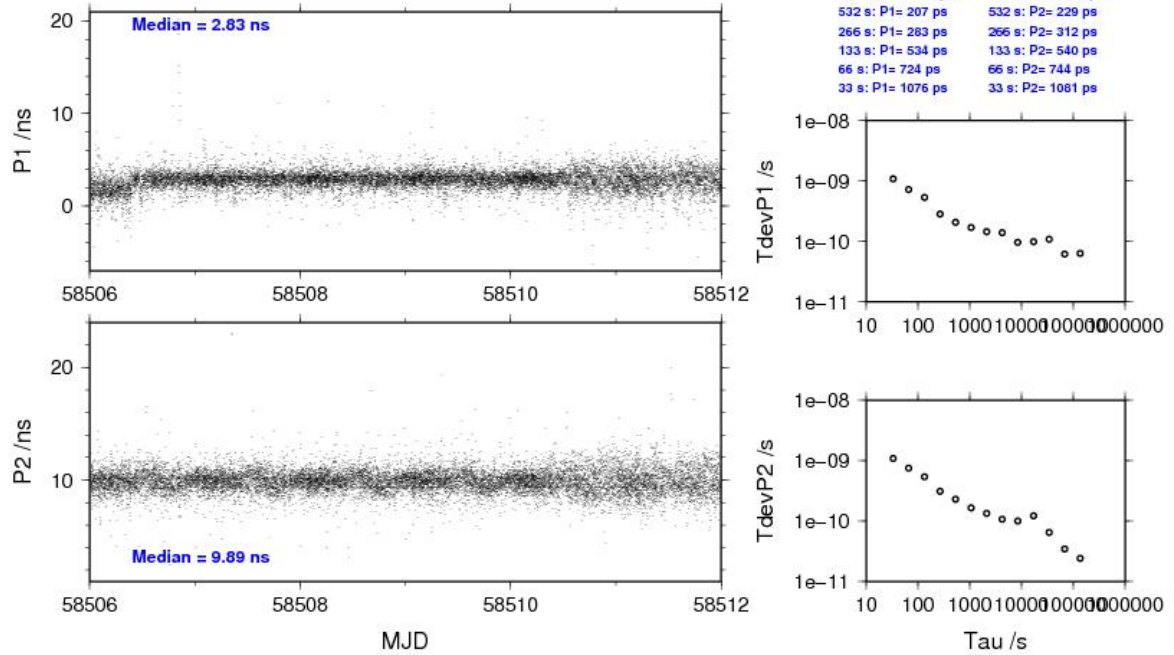 Median = 2.83 ns
P1 /ns
20
10
0
58506
58508
58510
58512
Median = 9.89 ns
P2 /ns
20
10
58506
58508
58510
58512
MJD
532 s: P1= 207 ps 532 s: P2= 229 ps
266 s: P1= 283 ps 266 s: P2= 312 ps
133 s: P1= 534 ps 133 s: P2= 540 ps
66 s: P1= 724 ps 66 s: P2= 744 ps
33 s: P1= 1076 ps 33 s: P2= 1081 ps
TdevP1 /s
1e−08
1e−09
1e−10
1e−11
10 100 1000 10000 100000 1000000
TdevP2 /s
1e−08
1e−09
1e−10
1e−11
10 100 1000 10000 100000 1000000
Tau /s